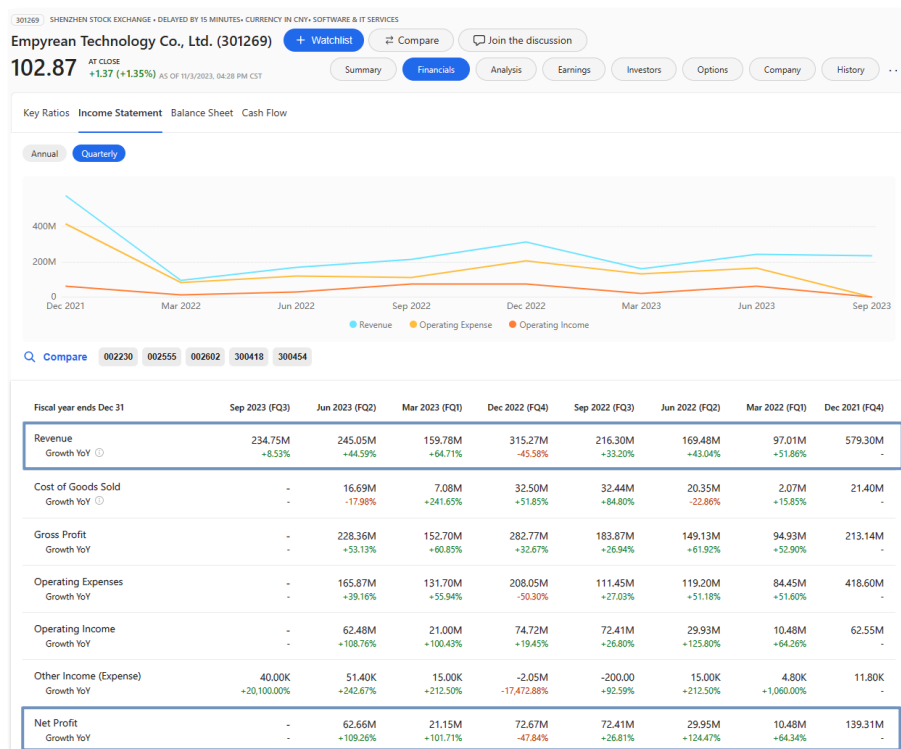 301269 SHENZHEN STOCK EXCHANGE • DELAYED BY 15 MINUTES• CURRENCY IN CNY• SOFTWARE & IT SERVICES
Empyrean Technology Co., Ltd. (301269) + Watchlist Compare Join the discussion
102.87 AT CLOSE
+1.37 (+1.35%) AS OF 11/3/2023, 04:28 PM CST
Summary Financials Analysis Earnings Investors Options Company History ..
Key Ratios Income Statement Balance Sheet Cash Flow
Annual Quarterly
400M
200M
0
Dec 2021 Mar 2022 Jun 2022 Sep 2022 Dec 2022 Mar 2023 Jun 2023 Sep 2023
Revenue Operating Expense Operating Income
Compare 002230 002555 002602 300418 300454
Fiscal year ends Dec 31 Sep 2023 (FQ3) Jun 2023 (FQ2) Mar 2023 (FQ1) Dec 2022 (FQ4) Sep 2022 (FQ3) Jun 2022 (FQ2) Mar 2022 (FQ1) Dec 2021 (FQ4)
Revenue 234.75M 245.05M 159.78M 315.27M 216.30M 169.48M 97.01M 579.30M
Growth YoY +8.53% +44.59% +64.71% -45.58% +33.20% +43.04% +51.86% -
Cost of Goods Sold - 16.69M 7.08M 32.50M 32.44M 20.35M 2.07M 21.40M
Growth YoY - -17.98% +241.65% +51.85% +84.80% -22.86% +15.85% -
Gross Profit - 228.36M 152.70M 282.77M 183.87M 149.13M 94.93M 213.14M
Growth YoY - +53.13% +60.85% +32.67% +26.94% +61.92% +52.90% -
Operating Expenses - 165.87M 131.70M 208.05M 111.45M 119.20M 84.45M 418.60M
Growth YoY - +39.16% +55.94% -50.30% +27.03% +51.18% +51.60% -
Operating Income - 62.48M 21.00M 74.72M 72.41M 29.93M 10.48M 62.55M
Growth YoY - +108.76% +100.43% +19.45% +26.80% +125.80% +64.26% -
Other Income (Expense) 40.00K 51.40K 15.00K -2.05M -200.00 15.00K 4.80K 11.80K
Growth YoY +20,100.00% +242.67% +212.50% -17,472.88% +92.59% +212.50% +1,060.00% -
Net Profit - 62.66M 21.15M 72.67M 72.41M 29.95M 10.48M 139.31M
Growth YoY - +109.26% +101.71% -47.84% +26.81% +124.47% +64.34% -